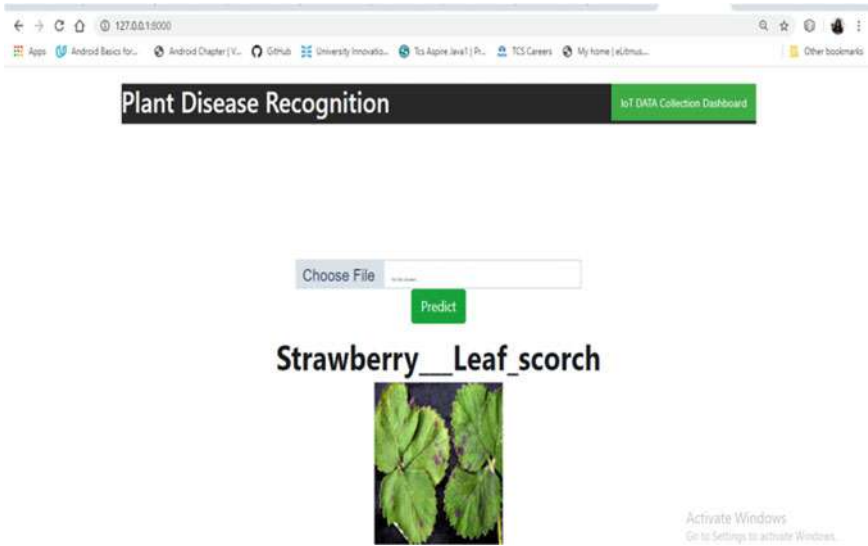 127.0.0.1:8000
Apps Android Basics for... Android Chapter | V... GitHub University Innovatio... Tcs Aspire Java1 | Pr... TCS Careers My home | eLitmus... Other bookmarks
Plant Disease Recognition IoT DATA Collection Dashboard
Choose File
Predict
Strawberry___Leaf_scorch
Activate Windows
Go to Settings to activate Windows.